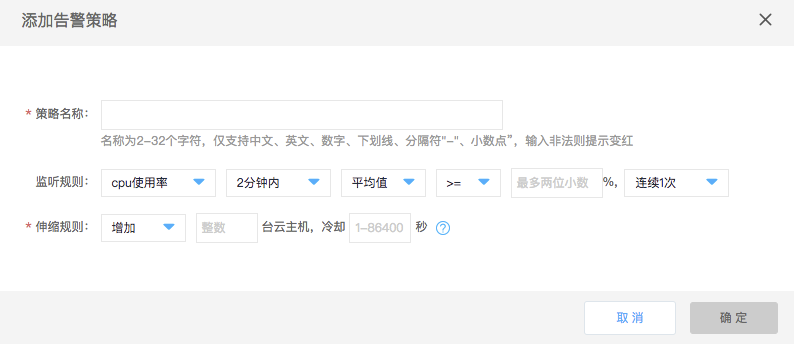 添加告警策略
* 策略名称：
名称为2-32个字符，仅支持中文、英文、数字、下划线、分隔符"-"、小数点”，输入非法则提示变红
监听规则： cpu使用率 2分钟内 平均值 >= 最多两位小数 %， 连续1次
* 伸缩规则： 增加 整数 台云主机，冷却 1-86400 秒 ?
取 消 确 定